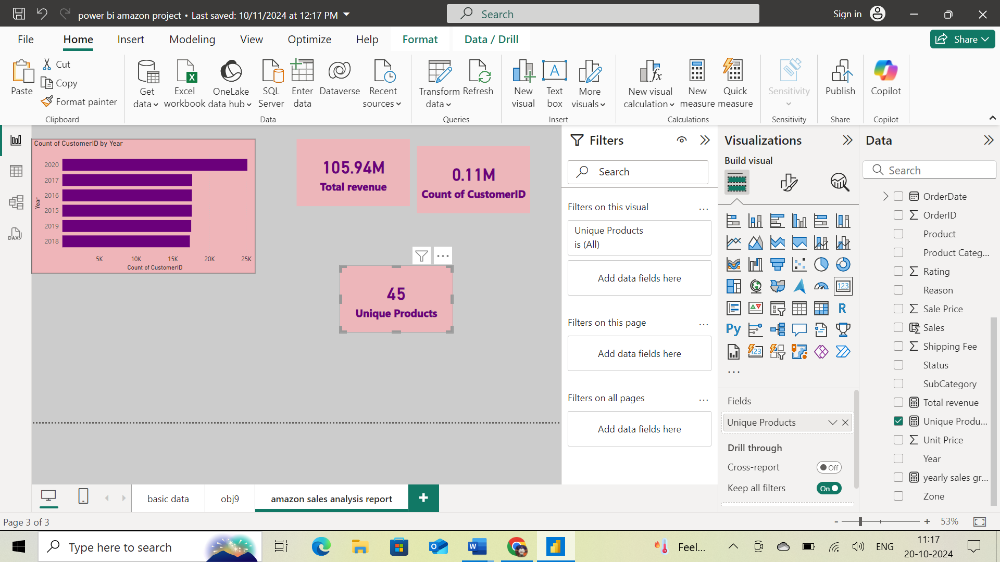 power bi amazon project • Last saved: 10/11/2024 at 12:17 PM
Search
Sign in
File
Home
Insert
Modeling
View
Optimize
Help
Format
Data / Drill
Share
Paste
Cut
Copy
Format painter
Clipboard
Get data
Excel workbook
OneLake data hub
SQL Server
Enter data
Dataverse
Recent sources
Data
Transform data
Refresh
Queries
New visual
Text box
More visuals
Insert
New visual calculation
New measure
Quick measure
Calculations
Sensitivity
Sensitivity
Publish
Share
Copilot
Copilot
DAX
Count of CustomerID by Year
Year
2020
2017
2016
2015
2019
2018
5K 10K 15K 20K 25K
Count of CustomerID
105.94M
Total revenue
0.11M
Count of CustomerID
45
Unique Products
Filters
Search
Filters on this visual ...
Unique Products
is (All)
Add data fields here
Filters on this page ...
Add data fields here
Filters on all pages ...
Add data fields here
Visualizations
Build visual
123
R
Py
123
...
Fields
Unique Products
Drill through
Cross-report Off
Keep all filters On
Data
Search
OrderDate
OrderID
Product
Product Categ...
Rating
Reason
Sale Price
Sales
Shipping Fee
Status
SubCategory
Total revenue
Unique Produ...
Unit Price
Year
yearly sales gr...
Zone
basic data
obj9
amazon sales analysis report
+
Page 3 of 3
- + 53%
Type here to search
Feel...
ENG
11:17
20-10-2024